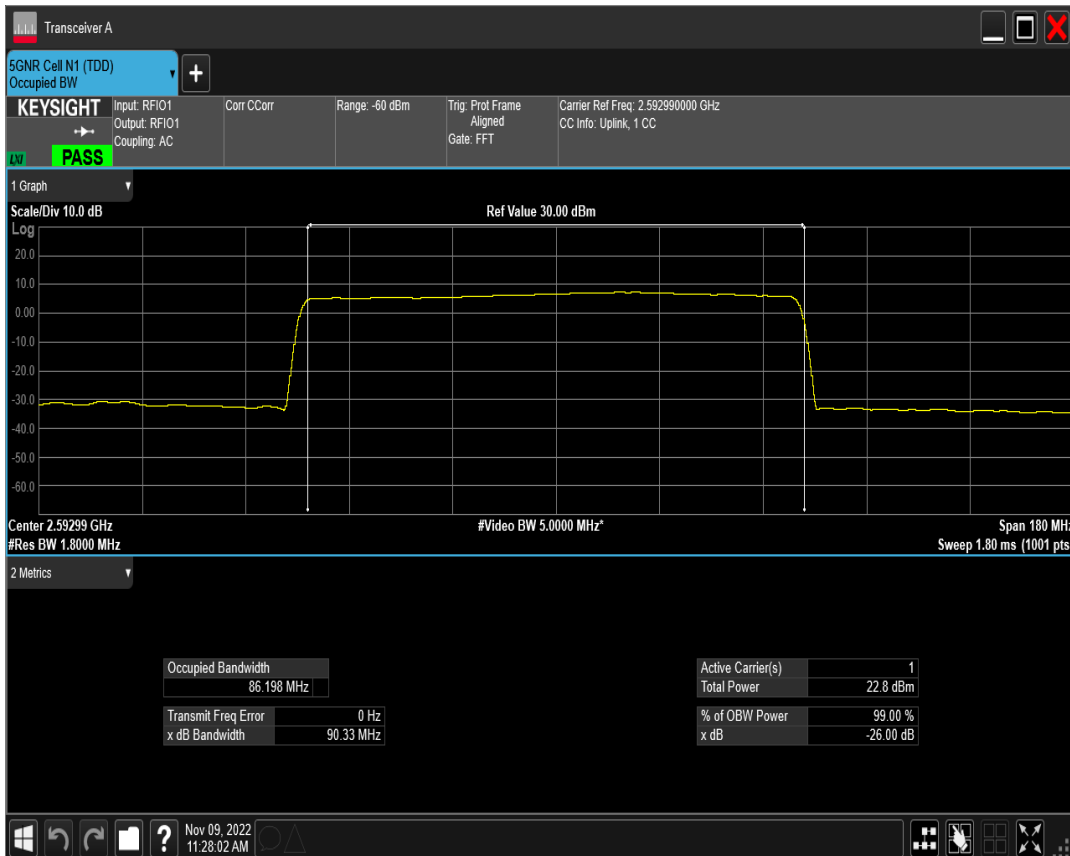 Transceiver A
5GNR Cell N1 (TDD)
Occupied BW
+
KEYSIGHT
LXI
PASS
Input: RFIO1
Output: RFIO1
Coupling: AC
Corr CCorr
Range: -60 dBm
Trig: Prot Frame
Aligned
Gate: FFT
Carrier Ref Freq: 2.592990000 GHz
CC Info: Uplink, 1 CC
1 Graph
Scale/Div 10.0 dB
Ref Value 30.00 dBm
Log
20.0
10.0
0.00
-10.0
-20.0
-30.0
-40.0
-50.0
-60.0
Center 2.59299 GHz
#Video BW 5.0000 MHz*
Span 180 MHz
#Res BW 1.8000 MHz
Sweep 1.80 ms (1001 pts
2 Metrics
Occupied Bandwidth
86.198 MHz
Transmit Freq Error 0 Hz
x dB Bandwidth 90.33 MHz
Active Carrier(s) 1
Total Power 22.8 dBm
% of OBW Power 99.00 %
x dB -26.00 dB
?
Nov 09, 2022
11:28:02 AM